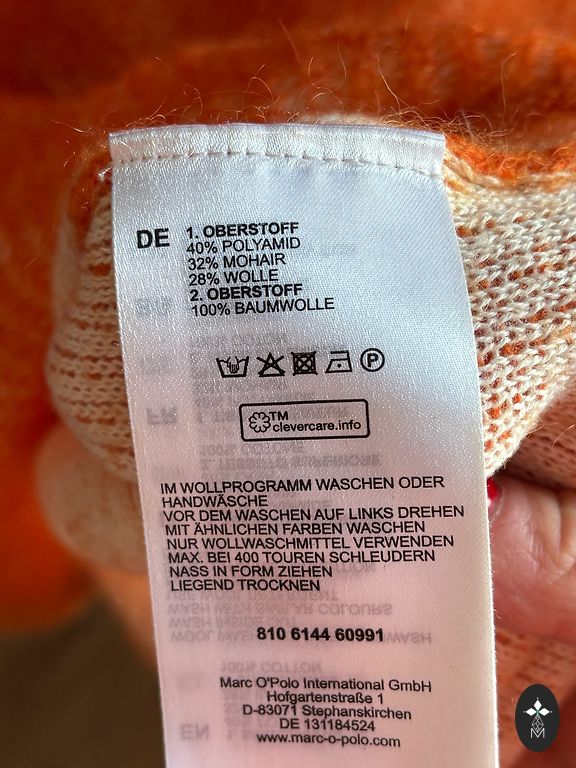 DE 1. OBERSTOFF
40% POLYAMID
32% MOHAIR
28% WOLLE
2. OBERSTOFF
100% BAUMWOLLE
P
TM
clevercare.info
IM WOLLPROGRAMM WASCHEN ODER
HANDWÄSCHE
VOR DEM WASCHEN AUF LINKS DREHEN
MIT ÄHNLICHEN FARBEN WASCHEN
NUR WOLLWASCHMITTEL VERWENDEN
MAX. BEI 400 TOUREN SCHLEUDERN
NASS IN FORM ZIEHEN
LIEGEND TROCKNEN
810 6144 60991
Marc O'Polo International GmbH
Hofgartenstraße 1
D-83071 Stephanskirchen
DE 131184524
www.marc-o-polo.com
M